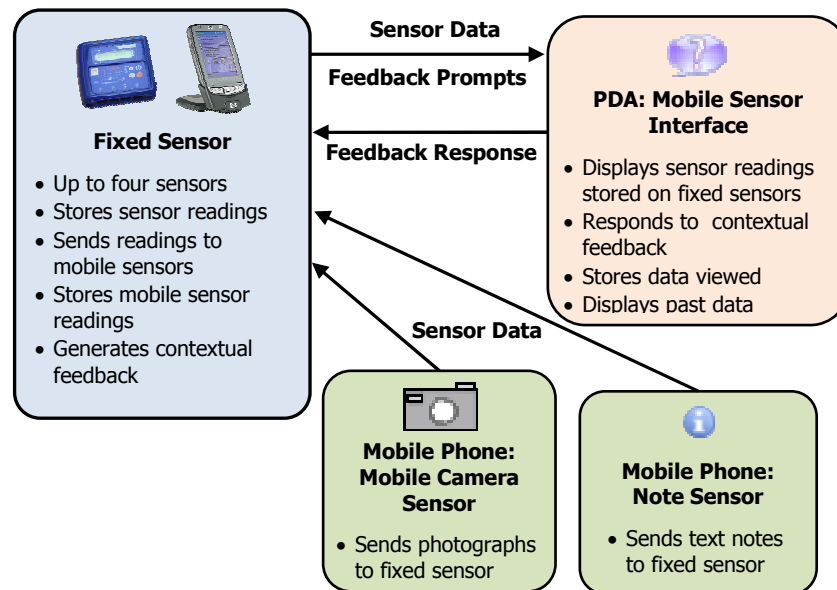 Sensor Data
Feedback Prompts
Feedback Response
Fixed Sensor
• Up to four sensors
• Stores sensor readings
• Sends readings to
mobile sensors
• Stores mobile sensor
readings
• Generates contextual
feedback
PDA: Mobile Sensor
Interface
• Displays sensor readings
stored on fixed sensors
• Responds to contextual
feedback
• Stores data viewed
• Displays past data
Sensor Data
Mobile Phone:
Mobile Camera
Sensor
• Sends photographs
to fixed sensor
Mobile Phone:
Note Sensor
• Sends text notes
to fixed sensor